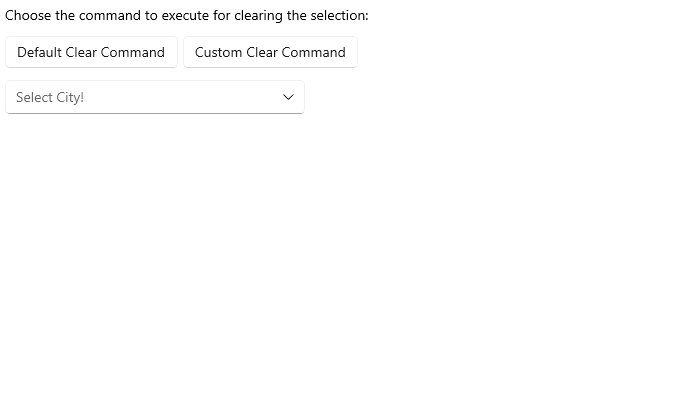 Choose the command to execute for clearing the selection:
Default Clear Command Custom Clear Command
Select City!